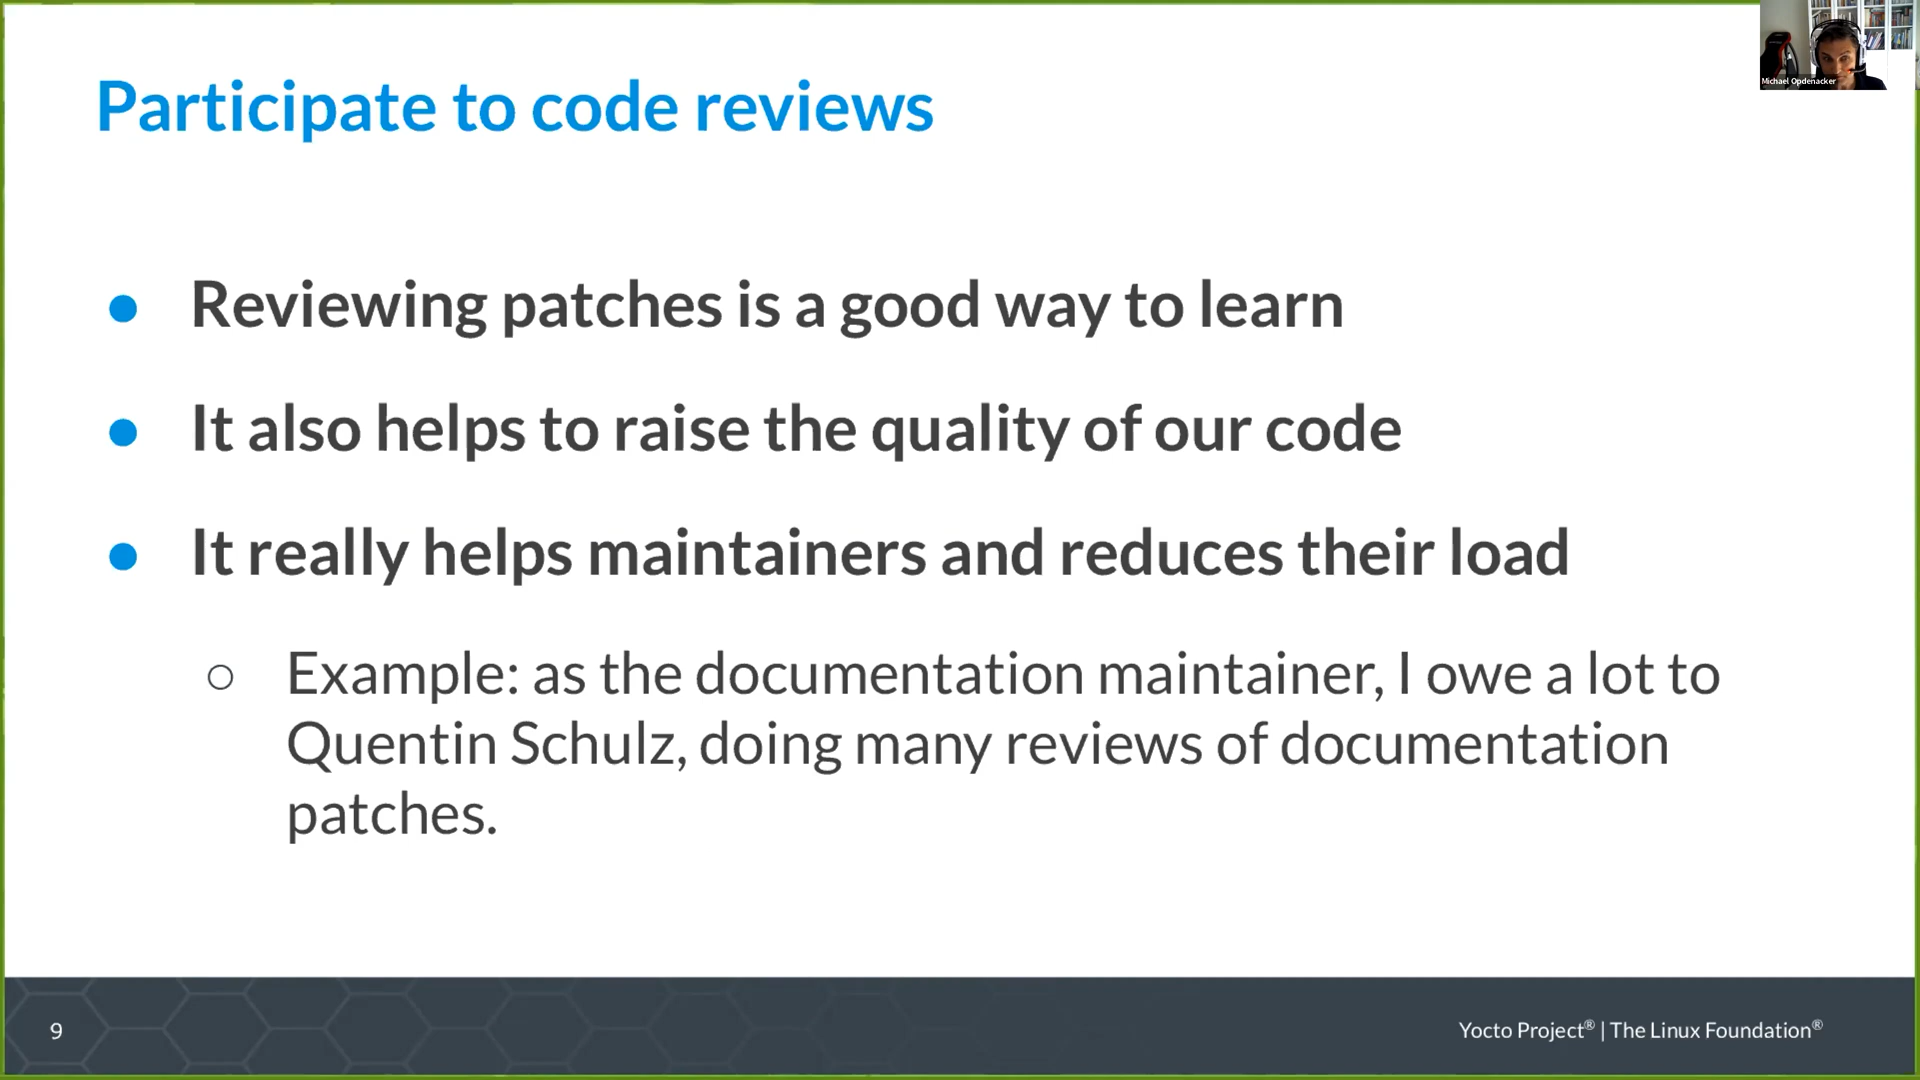 Michael Opdenacker
Participate to code reviews
● Reviewing patches is a good way to learn
● It also helps to raise the quality of our code
● It really helps maintainers and reduces their load
○ Example: as the documentation maintainer, I owe a lot to
Quentin Schulz, doing many reviews of documentation
patches.
9
Yocto Project® | The Linux Foundation®